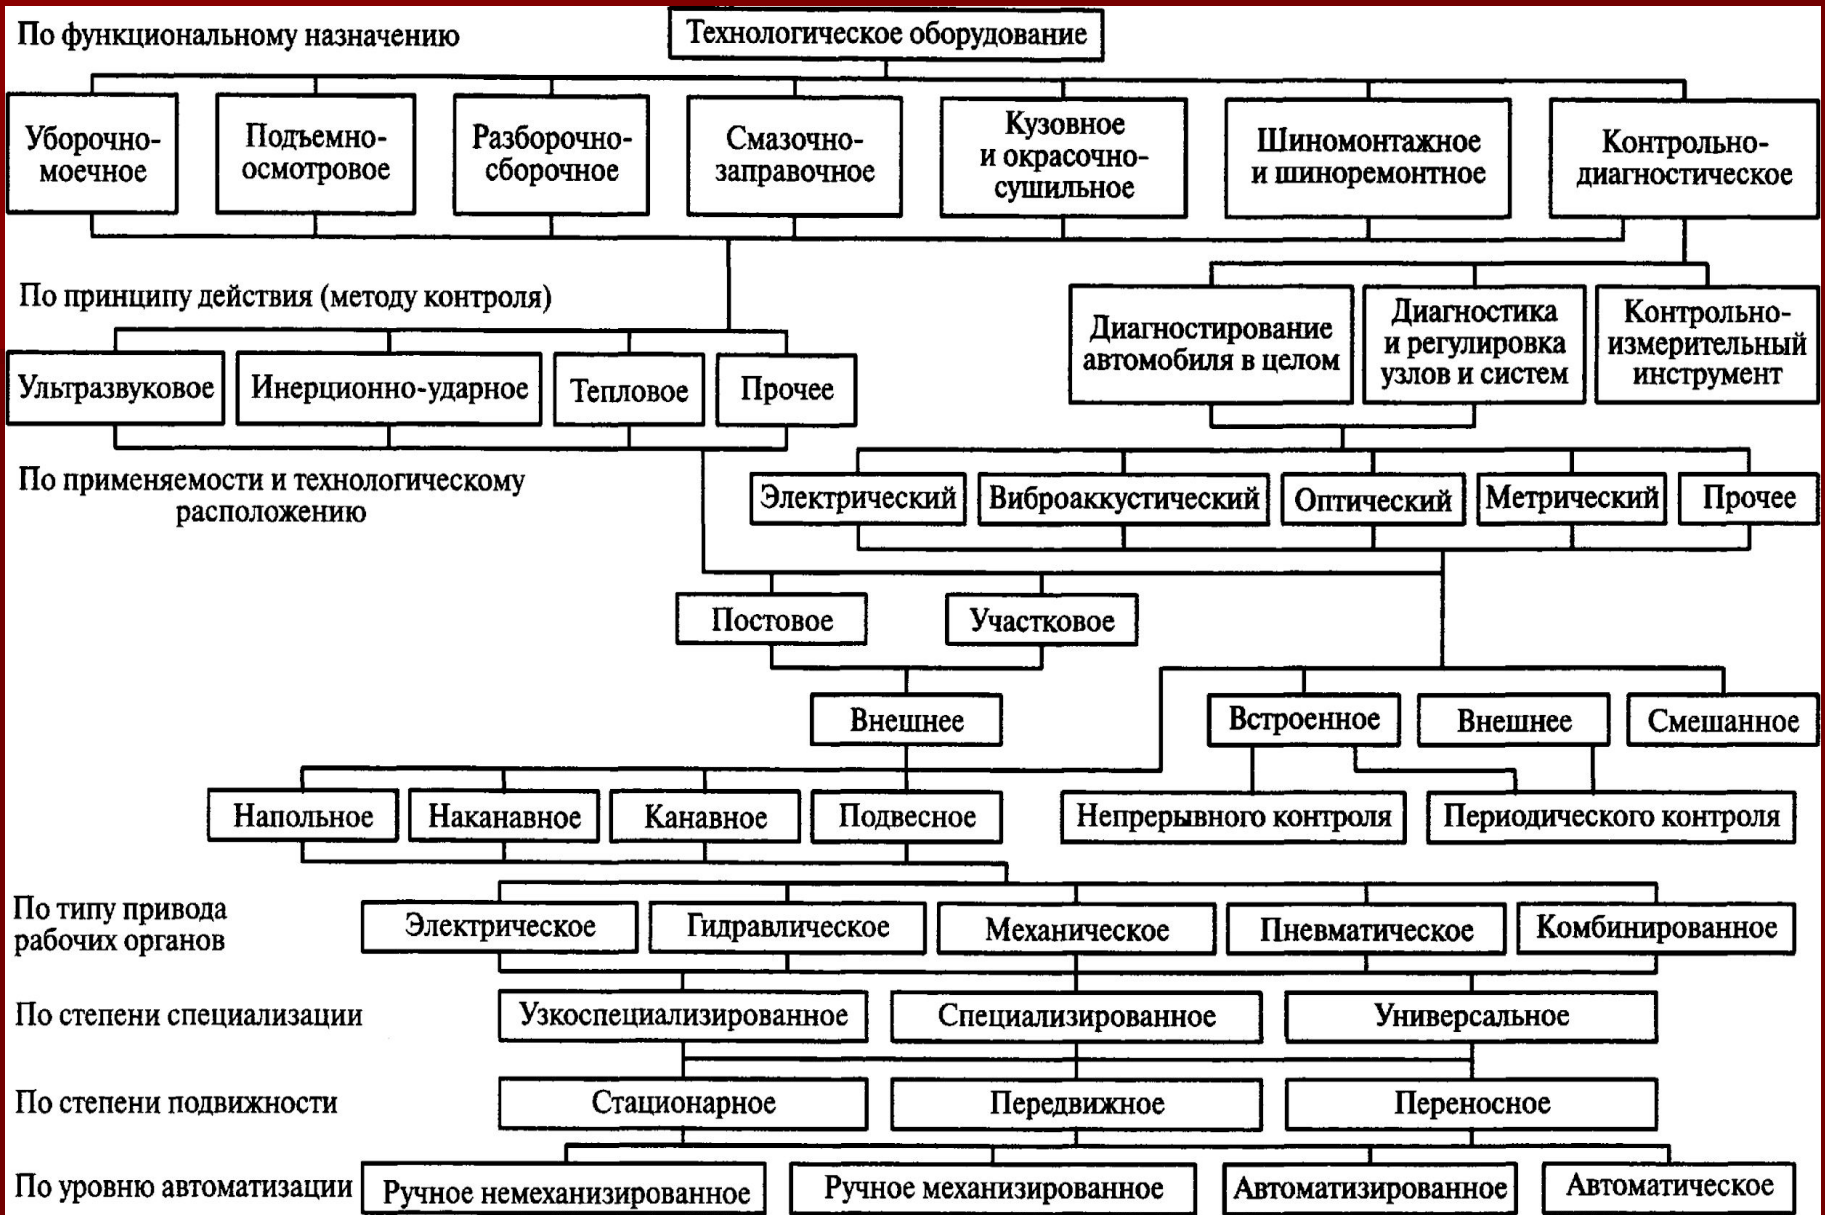 По функциональному назначению
Технологическое оборудование
Уборочно-
моечное
Подъемно-
осмотровое
Разборочно-
сборочное
Смазочно-
заправочное
Кузовное
и окрасочно-
сушильное
Шиномонтажное
и шиноремонтное
Контрольно-
диагностическое
По принципу действия (методу контроля)
Диагностирование
автомобиля в целом
Диагностика
и регулировка
узлов и систем
Контрольно-
измерительный
инструмент
Ультразвуковое
Инерционно-ударное
Тепловое
Прочее
По применяемости и технологическому
расположению
Электрический
Виброаккустический
Оптический
Метрический
Прочее
Постовое
Участковое
Внешнее
Встроенное
Внешнее
Смешанное
Напольное
Наканавное
Канавное
Подвесное
Непрерывного контроля
Периодического контроля
По типу привода
рабочих органов
Электрическое
Гидравлическое
Механическое
Пневматическое
Комбинированное
По степени специализации
Узкоспециализированное
Специализированное
Универсальное
По степени подвижности
Стационарное
Передвижное
Переносное
По уровню автоматизации
Ручное немеханизированное
Ручное механизированное
Автоматизированное
Автоматическое